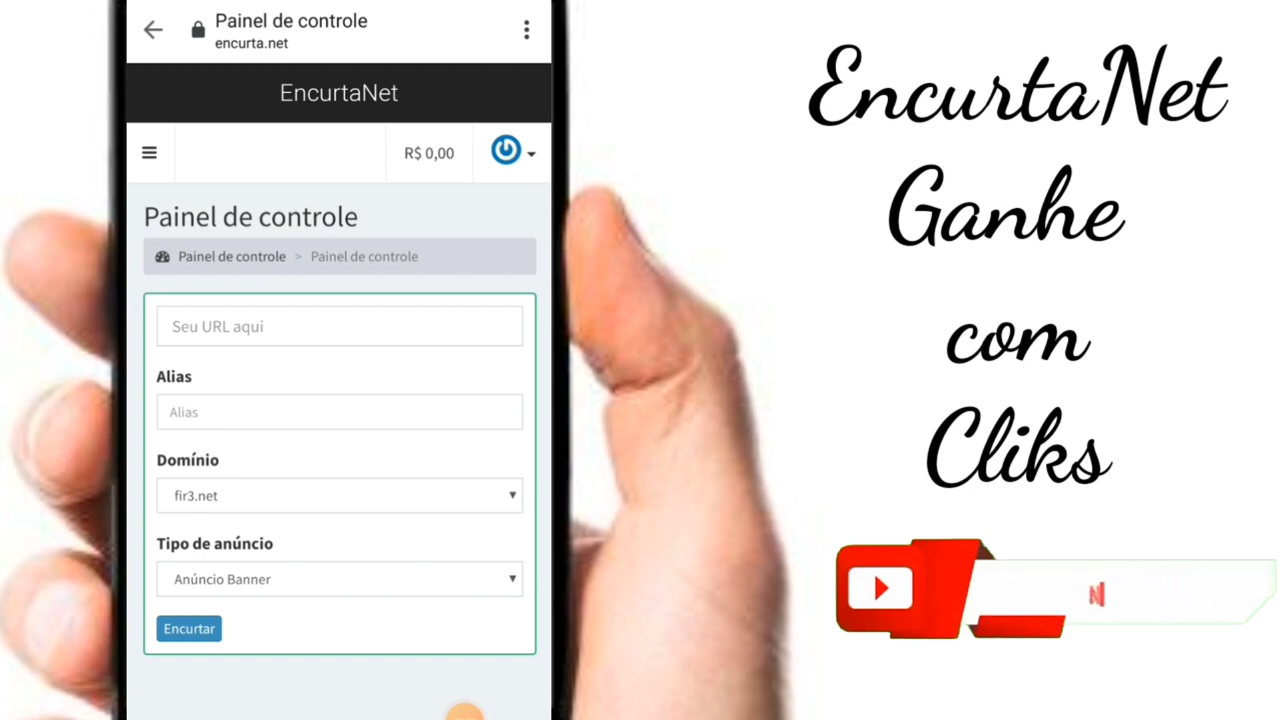 Painel de controle
encurta.net
EncurtaNet
R$ 0,00
Painel de controle
Painel de controle > Painel de controle
Seu URL aqui
Alias
Alias
Domínio
fir3.net
Tipo de anúncio
Anúncio Banner
Encurtar
EncurtaNet
Ganhe
com
Cliks